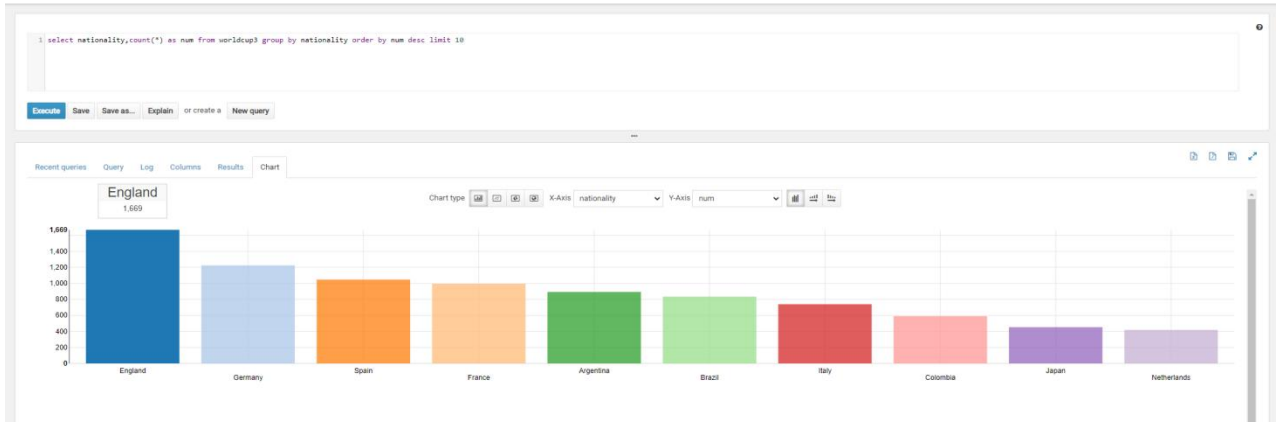 1 select nationality,count(*) as num from worldcup3 group by nationality order by num desc limit 10
Execute Save Save as... Explain or create a New query
Recent queries Query Log Columns Results Chart
England
1,669
Chart type X-Axis nationality Y-Axis num
1,669
1,400
1,200
1,000
800
600
400
200
0
England Germany Spain France Argentina Brazil Italy Colombia Japan Netherlands